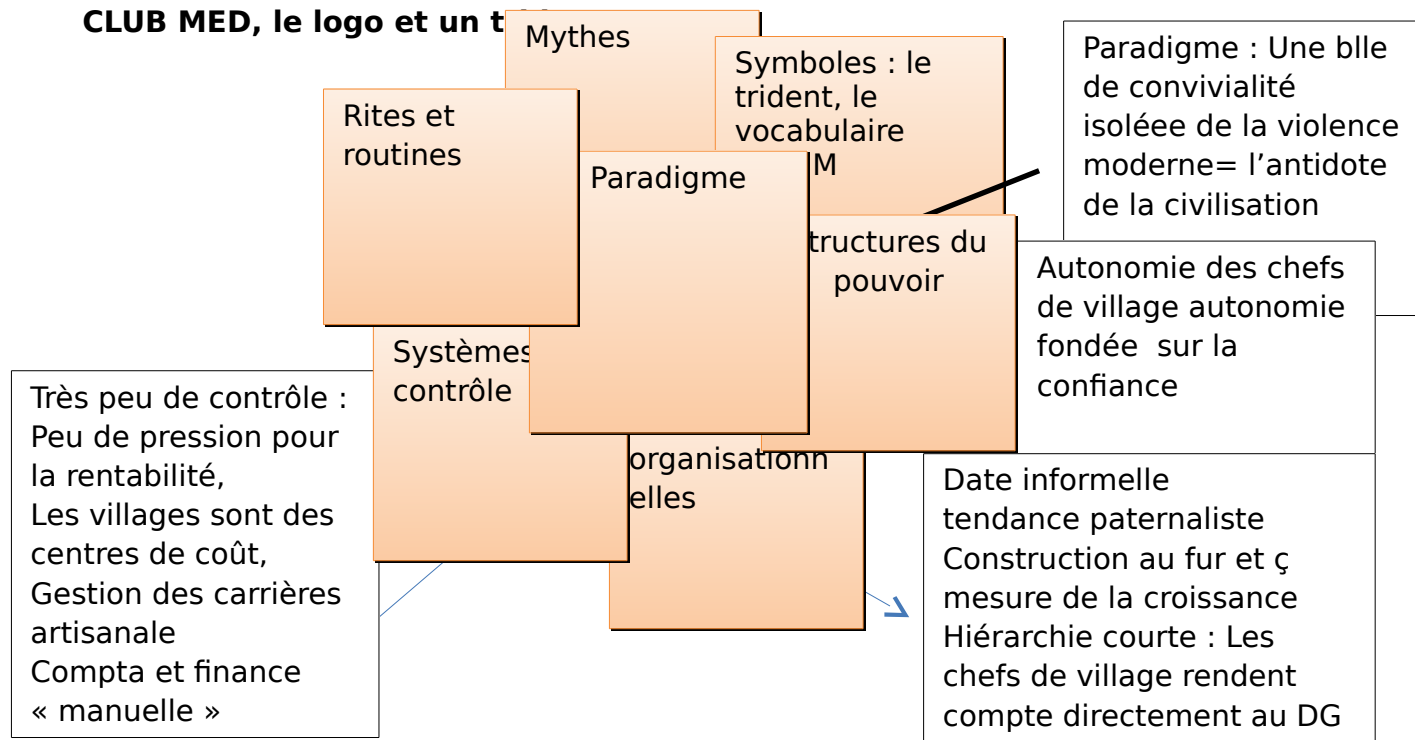 CLUB MED, le logo et un t
Mythes
Symboles : le
trident, le
vocabulaire
M
Rites et
routines
Paradigme
tructures du
pouvoir
Systèmes
contrôle
organisationn
elles
Paradigme : Une blle
de convivialité
isoléee de la violence
moderne= l’antidote
de la civilisation
Autonomie des chefs
de village autonomie
fondée sur la
confiance
Très peu de contrôle :
Peu de pression pour
la rentabilité,
Les villages sont des
centres de coût,
Gestion des carrières
artisanale
Compta et finance
« manuelle »
Date informelle
tendance paternaliste
Construction au fur et ç
mesure de la croissance
Hiérarchie courte : Les
chefs de village rendent
compte directement au DG